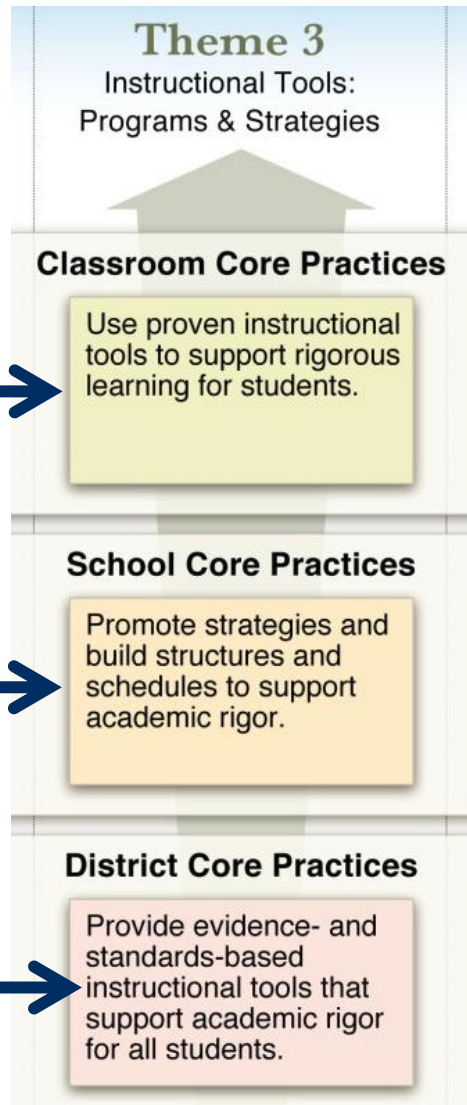 Theme 3
Instructional Tools:
Programs & Strategies
Classroom Core Practices
Use proven instructional
tools to support rigorous
learning for students.
School Core Practices
Promote strategies and
build structures and
schedules to support
academic rigor.
District Core Practices
Provide evidence- and
standards-based
instructional tools that
support academic rigor
for all students.